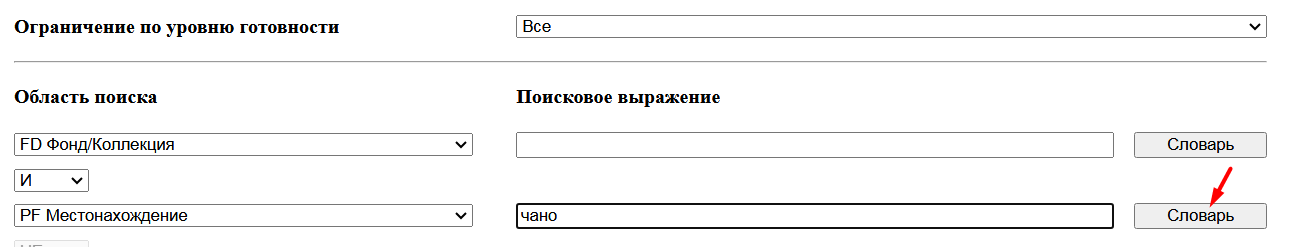 Ограничение по уровню готовности Все
Область поиска Поисковое выражение
FD Фонд/Коллекция Словарь
И
PF Местонахождение чано Словарь